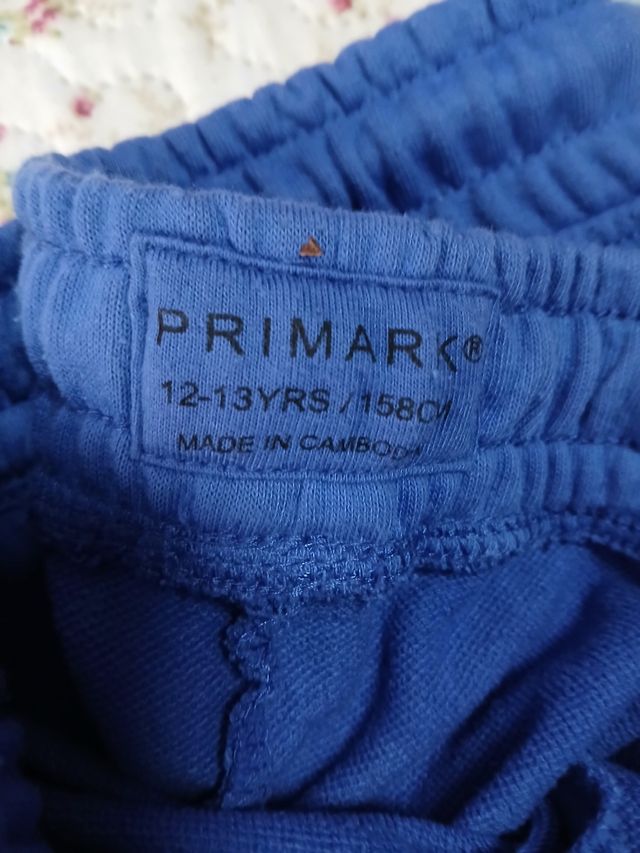 PRIMARK®
12-13YRS / 158CM
MADE IN CAMBODIA